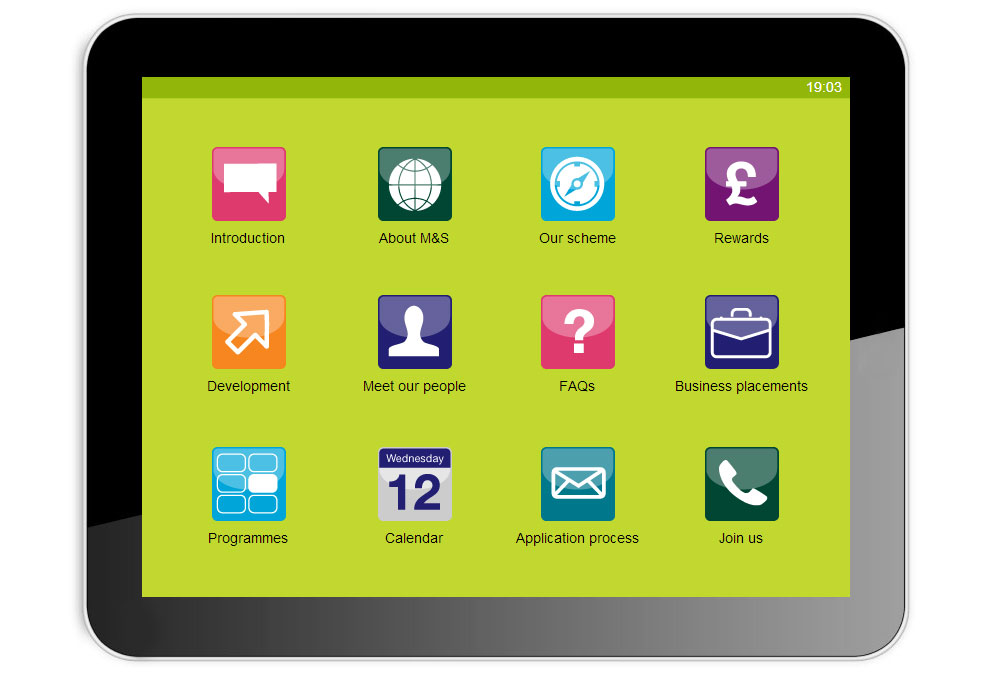 19:03
Introduction
About M&S
Our scheme
£
Rewards
Development
Meet our people
?
FAQs
Business placements
Programmes
Wednesday
12
Calendar
Application process
Join us